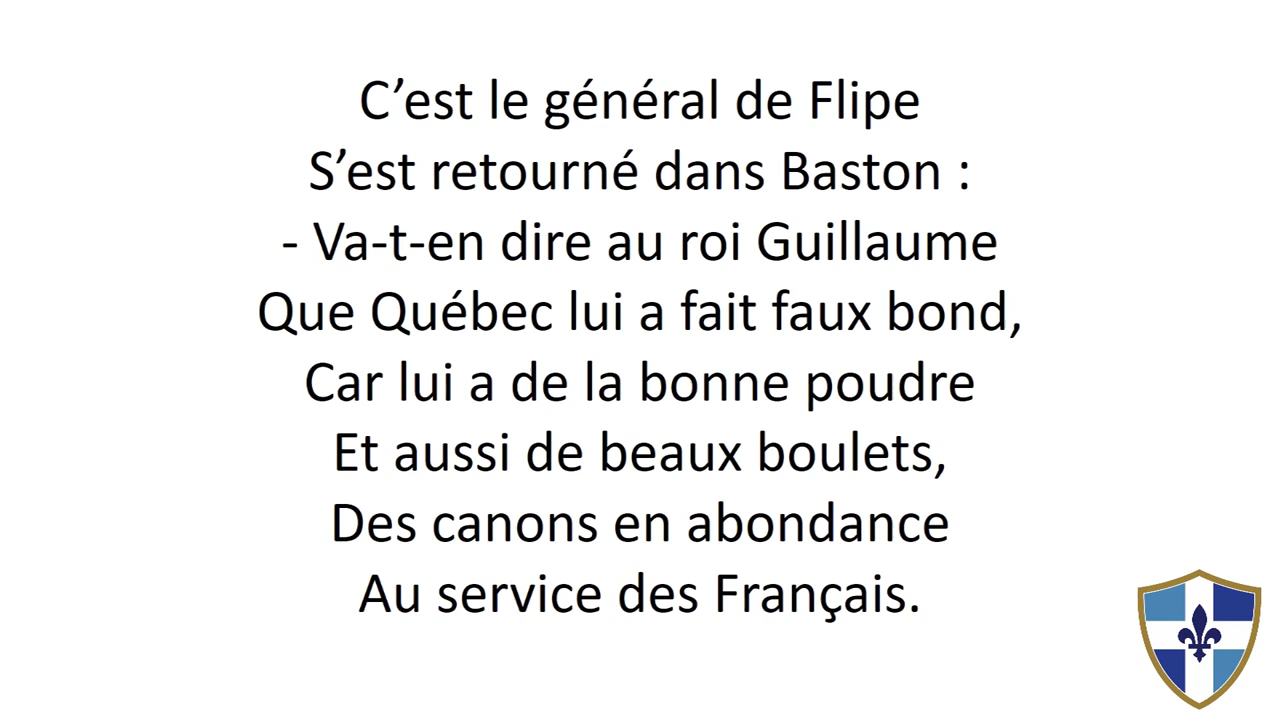 C’est le général de Flipe
S’est retourné dans Baston :
- Va-t-en dire au roi Guillaume
Que Québec lui a fait faux bond,
Car lui a de la bonne poudre
Et aussi de beaux boulets,
Des canons en abondance
Au service des Français.